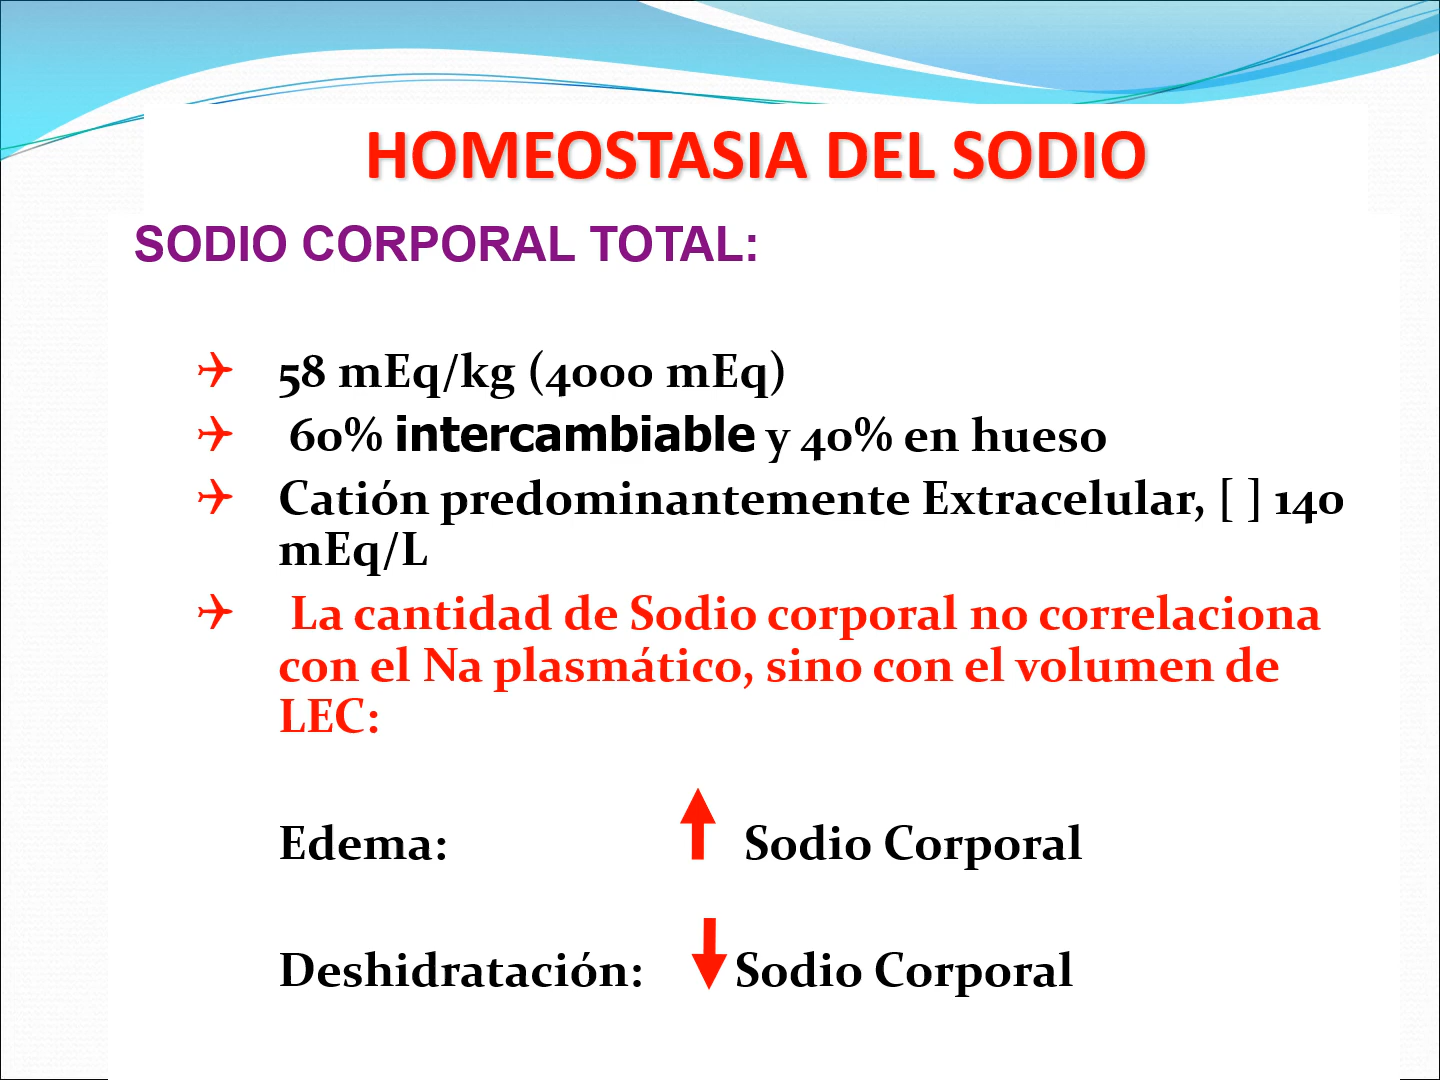 HOMEOSTASIA DEL SODIO
SODIO CORPORAL TOTAL:
58 mEq/kg (4000 mEq)
60% intercambiable y 40% en hueso
Catión predominantemente Extracelular, [ ] 140
mEq/L
La cantidad de Sodio corporal no correlaciona
con el Na plasmático, sino con el volumen de
LEC:
Edema: Sodio Corporal
Deshidratación: Sodio Corporal